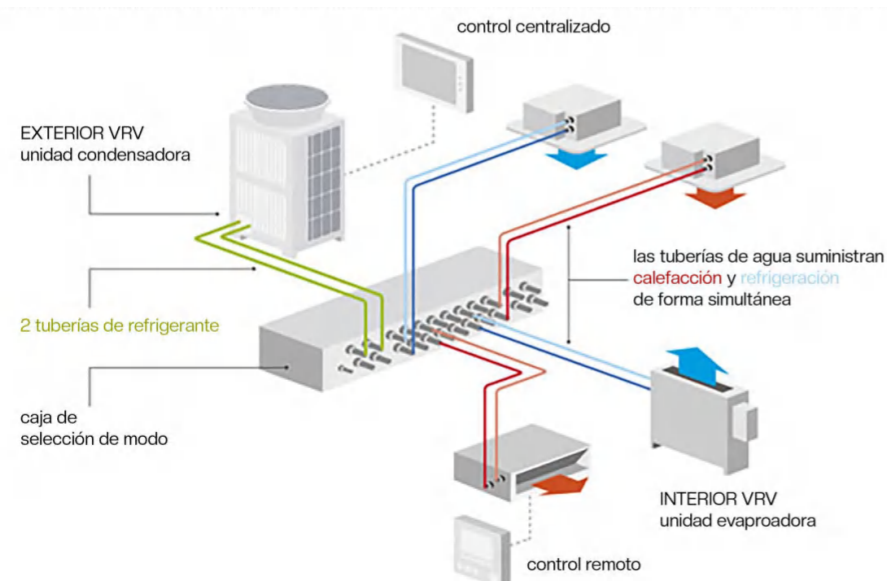 control centralizado
EXTERIOR VRV
unidad condensadora
las tuberías de agua suministran
calefacción y refrigeración
de forma simultánea
2 tuberías de refrigerante
caja de
selección de modo
INTERIOR VRV
unidad evaproadora
control remoto